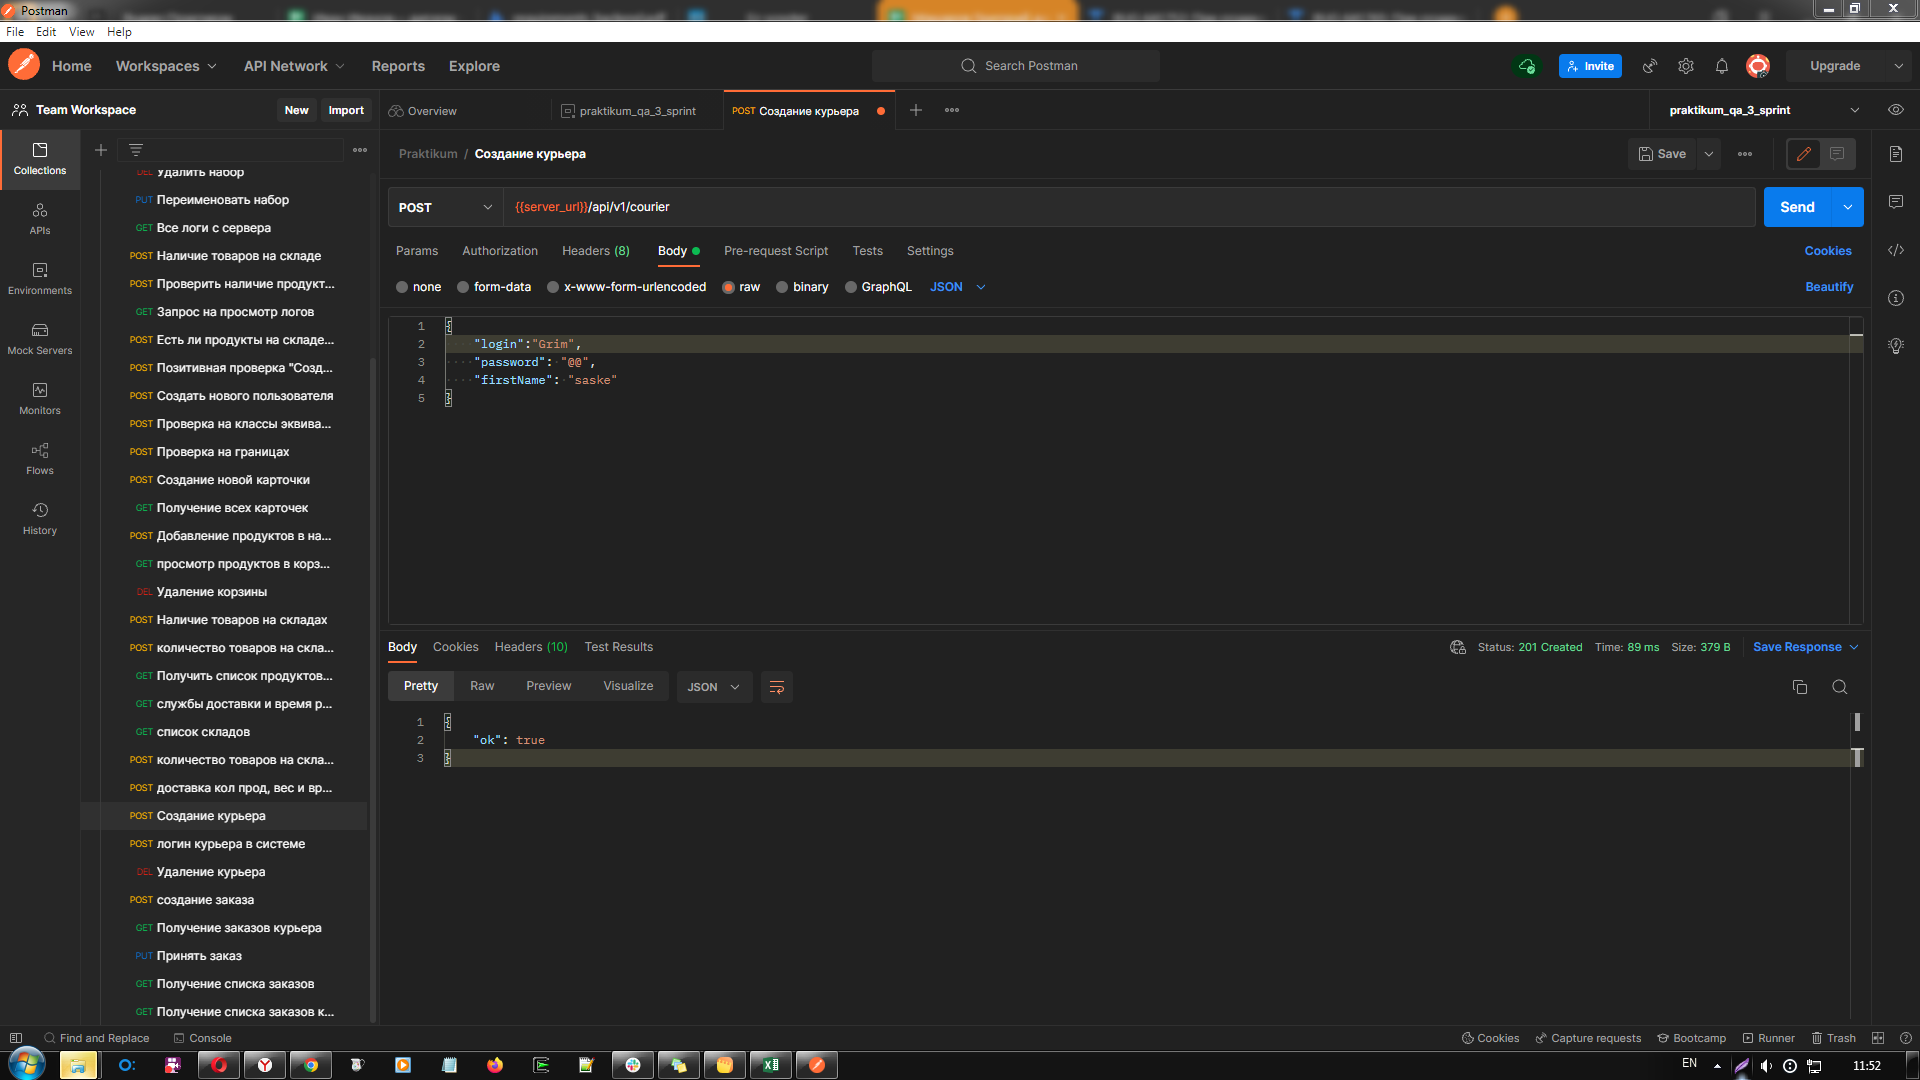 Postman
File Edit View Help
Home Workspaces API Network Reports Explore Search Postman Invite Upgrade
Team Workspace New Import
Overview praktikum_qa_3_sprint POST Создание курьера praktikum_qa_3_sprint
Praktikum / Создание курьера Save
POST {{server_url}}/api/v1/courier Send
Params Authorization Headers (8) Body Pre-request Script Tests Settings Cookies
none form-data x-www-form-urlencoded raw binary GraphQL JSON Beautify
1 {
2 "login":"Grim",
3 "password": "@@",
4 "firstName": "saske"
5 }
Body Cookies Headers (10) Test Results Status: 201 Created Time: 89 ms Size: 379 B Save Response
Pretty Raw Preview Visualize JSON
1 {
2 "ok": true
3 }
Collections
APIs
Environments
Mock Servers
Monitors
Flows
History
DEL Удалить набор
PUT Переименовать набор
GET Все логи с сервера
POST Наличие товаров на складе
POST Проверить наличие продукт...
GET Запрос на просмотр логов
POST Есть ли продукты на складе...
POST Позитивная проверка "Созд...
POST Создать нового пользователя
POST Проверка на классы эквива...
POST Проверка на границах
POST Создание новой карточки
GET Получение всех карточек
POST Добавление продуктов в на...
GET просмотр продуктов в корз...
DEL Удаление корзины
POST Наличие товаров на складах
POST количество товаров на скла...
GET Получить список продуктов...
GET службы доставки и время р...
GET список складов
POST количество товаров на скла...
POST доставка кол прод, вес и вр...
POST Создание курьера
POST логин курьера в системе
DEL Удаление курьера
POST создание заказа
GET Получение заказов курьера
PUT Принять заказ
GET Получение списка заказов
GET Получение списка заказов к...
Find and Replace Console Cookies Capture requests Bootcamp Runner Trash
EN 11:52